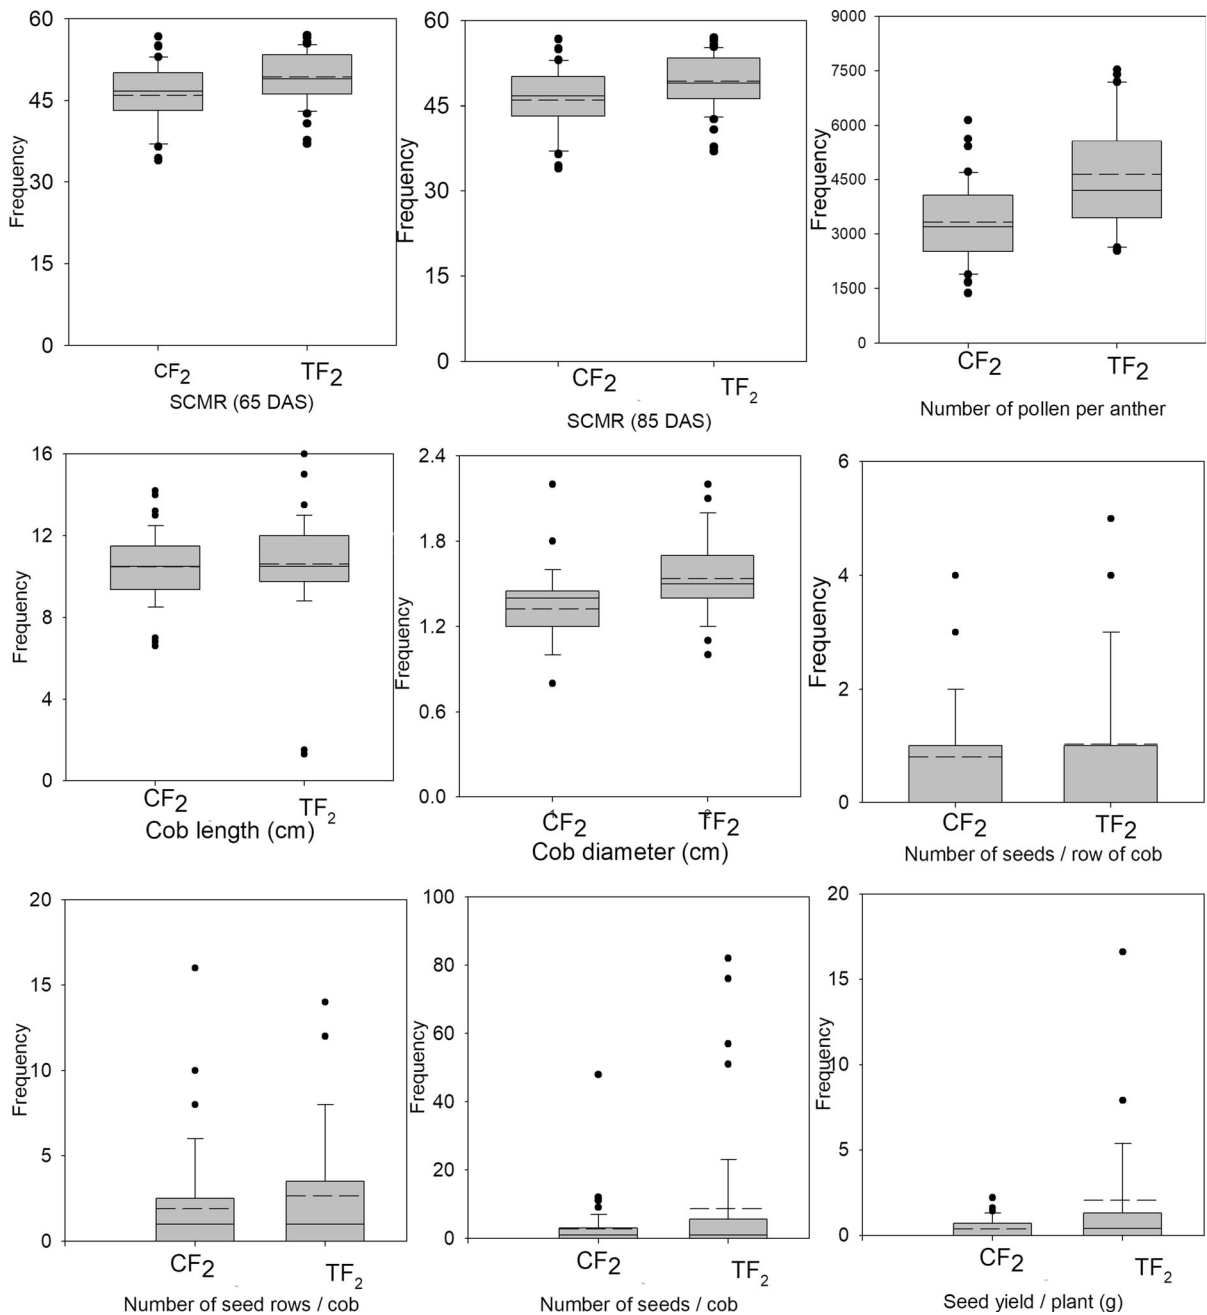 60
45
30
15
0
Frequency
CF2
TF2
SCMR (65 DAS)
60
45
30
15
0
Frequency
CF2
TF2
SCMR (85 DAS)
9000
7500
6000
4500
3000
1500
0
Frequency
CF2
TF2
Number of pollen per anther
16
12
8
4
0
Frequency
CF2
TF2
Cob length (cm)
2.4
1.8
1.2
0.6
0.0
Frequency
CF2
TF2
Cob diameter (cm)
6
4
2
0
Frequency
CF2
TF2
Number of seeds / row of cob
20
15
10
5
0
Frequency
CF2
TF2
Number of seed rows / cob
100
80
60
40
20
0
Frequency
CF2
TF2
Number of seeds / cob
20
15
10
5
0
Frequency
CF2
TF2
Seed yield / plant (g)